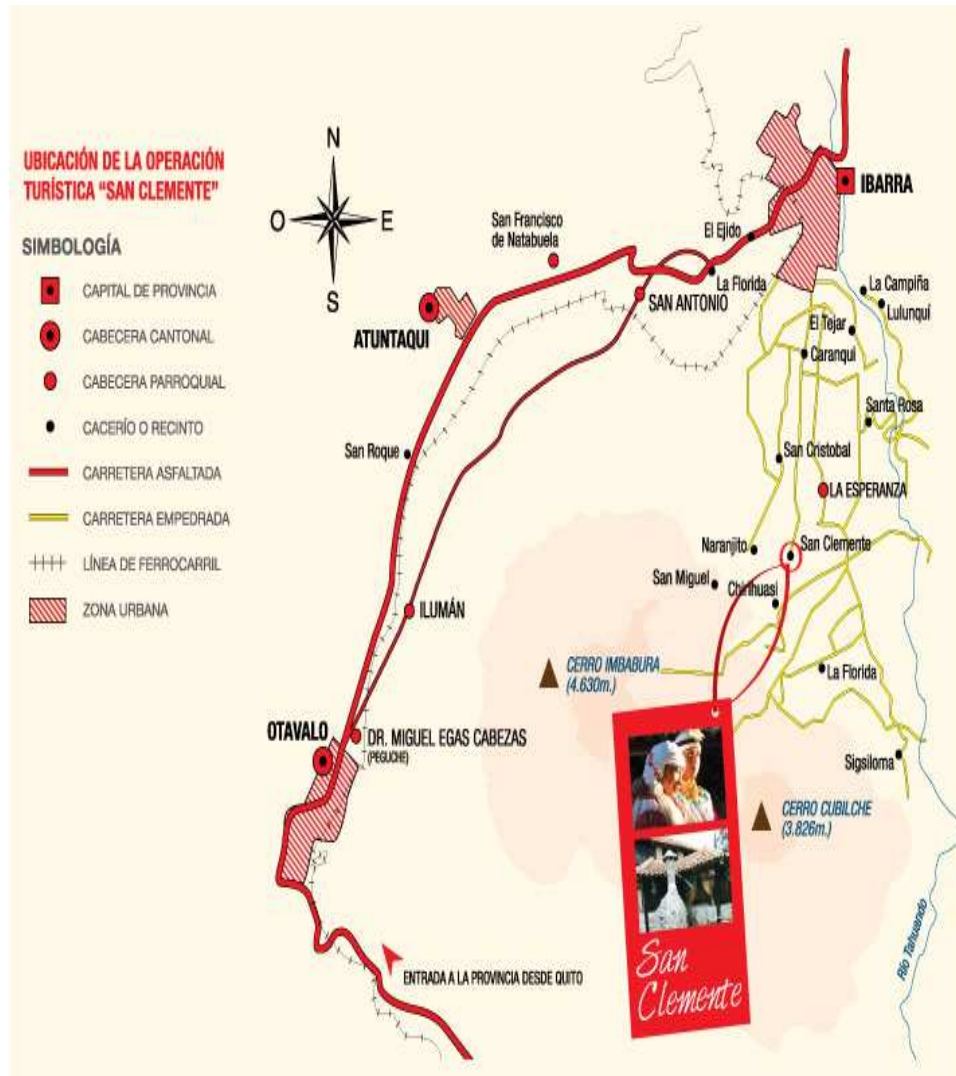 UBICACIÓN DE LA OPERACIÓN
TURÍSTICA “SAN CLEMENTE”
SIMBOLOGÍA
CAPITAL DE PROVINCIA
CABECERA CANTONAL
CABECERA PARROQUIAL
CACERÍO O RECINTO
CARRETERA ASFALTADA
CARRETERA EMPEDRADA
LÍNEA DE FERROCARRIL
ZONA URBANA
N
O
E
S
IBARRA
San Francisco
de Natabuela
El Ejido
La Florida
SAN ANTONIO
ATUNTAQUI
La Campiña
Lulunquí
El Tejar
Caranqui
Santa Rosa
San Roque
San Cristobal
LA ESPERANZA
Naranjito
San Clemente
San Miguel
Chirihuasi
ILUMÁN
CERRO IMBABURA
(4.630m.)
La Florida
OTAVALO
DR. MIGUEL EGAS CABEZAS
(PEGUCHE)
Sigsiloma
CERRO CUBILCHE
(3.826m.)
Río Tahuando
San
Clemente
ENTRADA A LA PROVINCIA DESDE QUITO